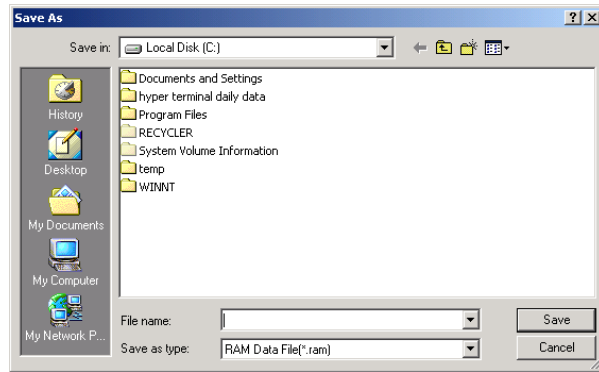 Save As
Save in:
Local Disk (C:)
History
Desktop
My Documents
My Computer
My Network P...
Documents and Settings
hyper terminal daily data
Program Files
RECYCLER
System Volume Information
temp
WINNT
File name:
Save
Save as type:
RAM Data File(*.ram)
Cancel